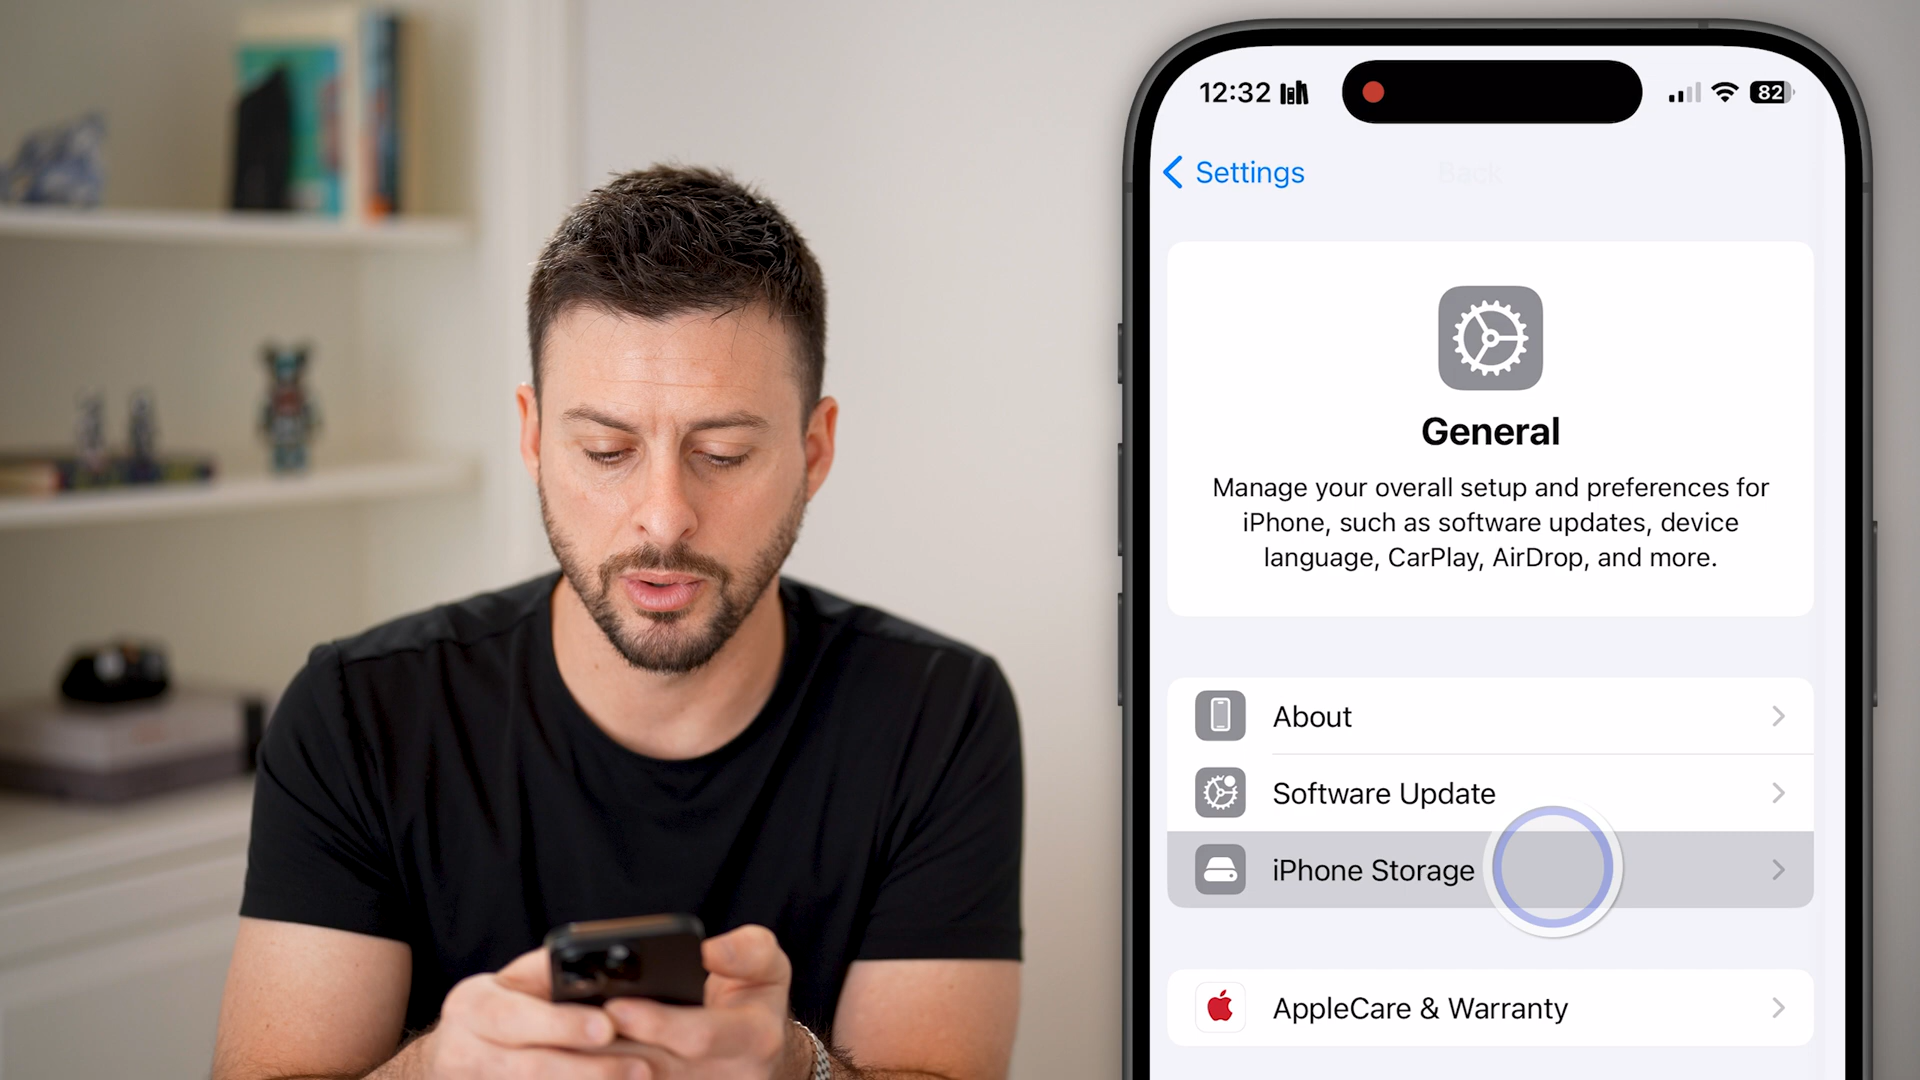 12:32
82
Settings
Back
General
Manage your overall setup and preferences for
iPhone, such as software updates, device
language, CarPlay, AirDrop, and more.
About
Software Update
iPhone Storage
AppleCare & Warranty